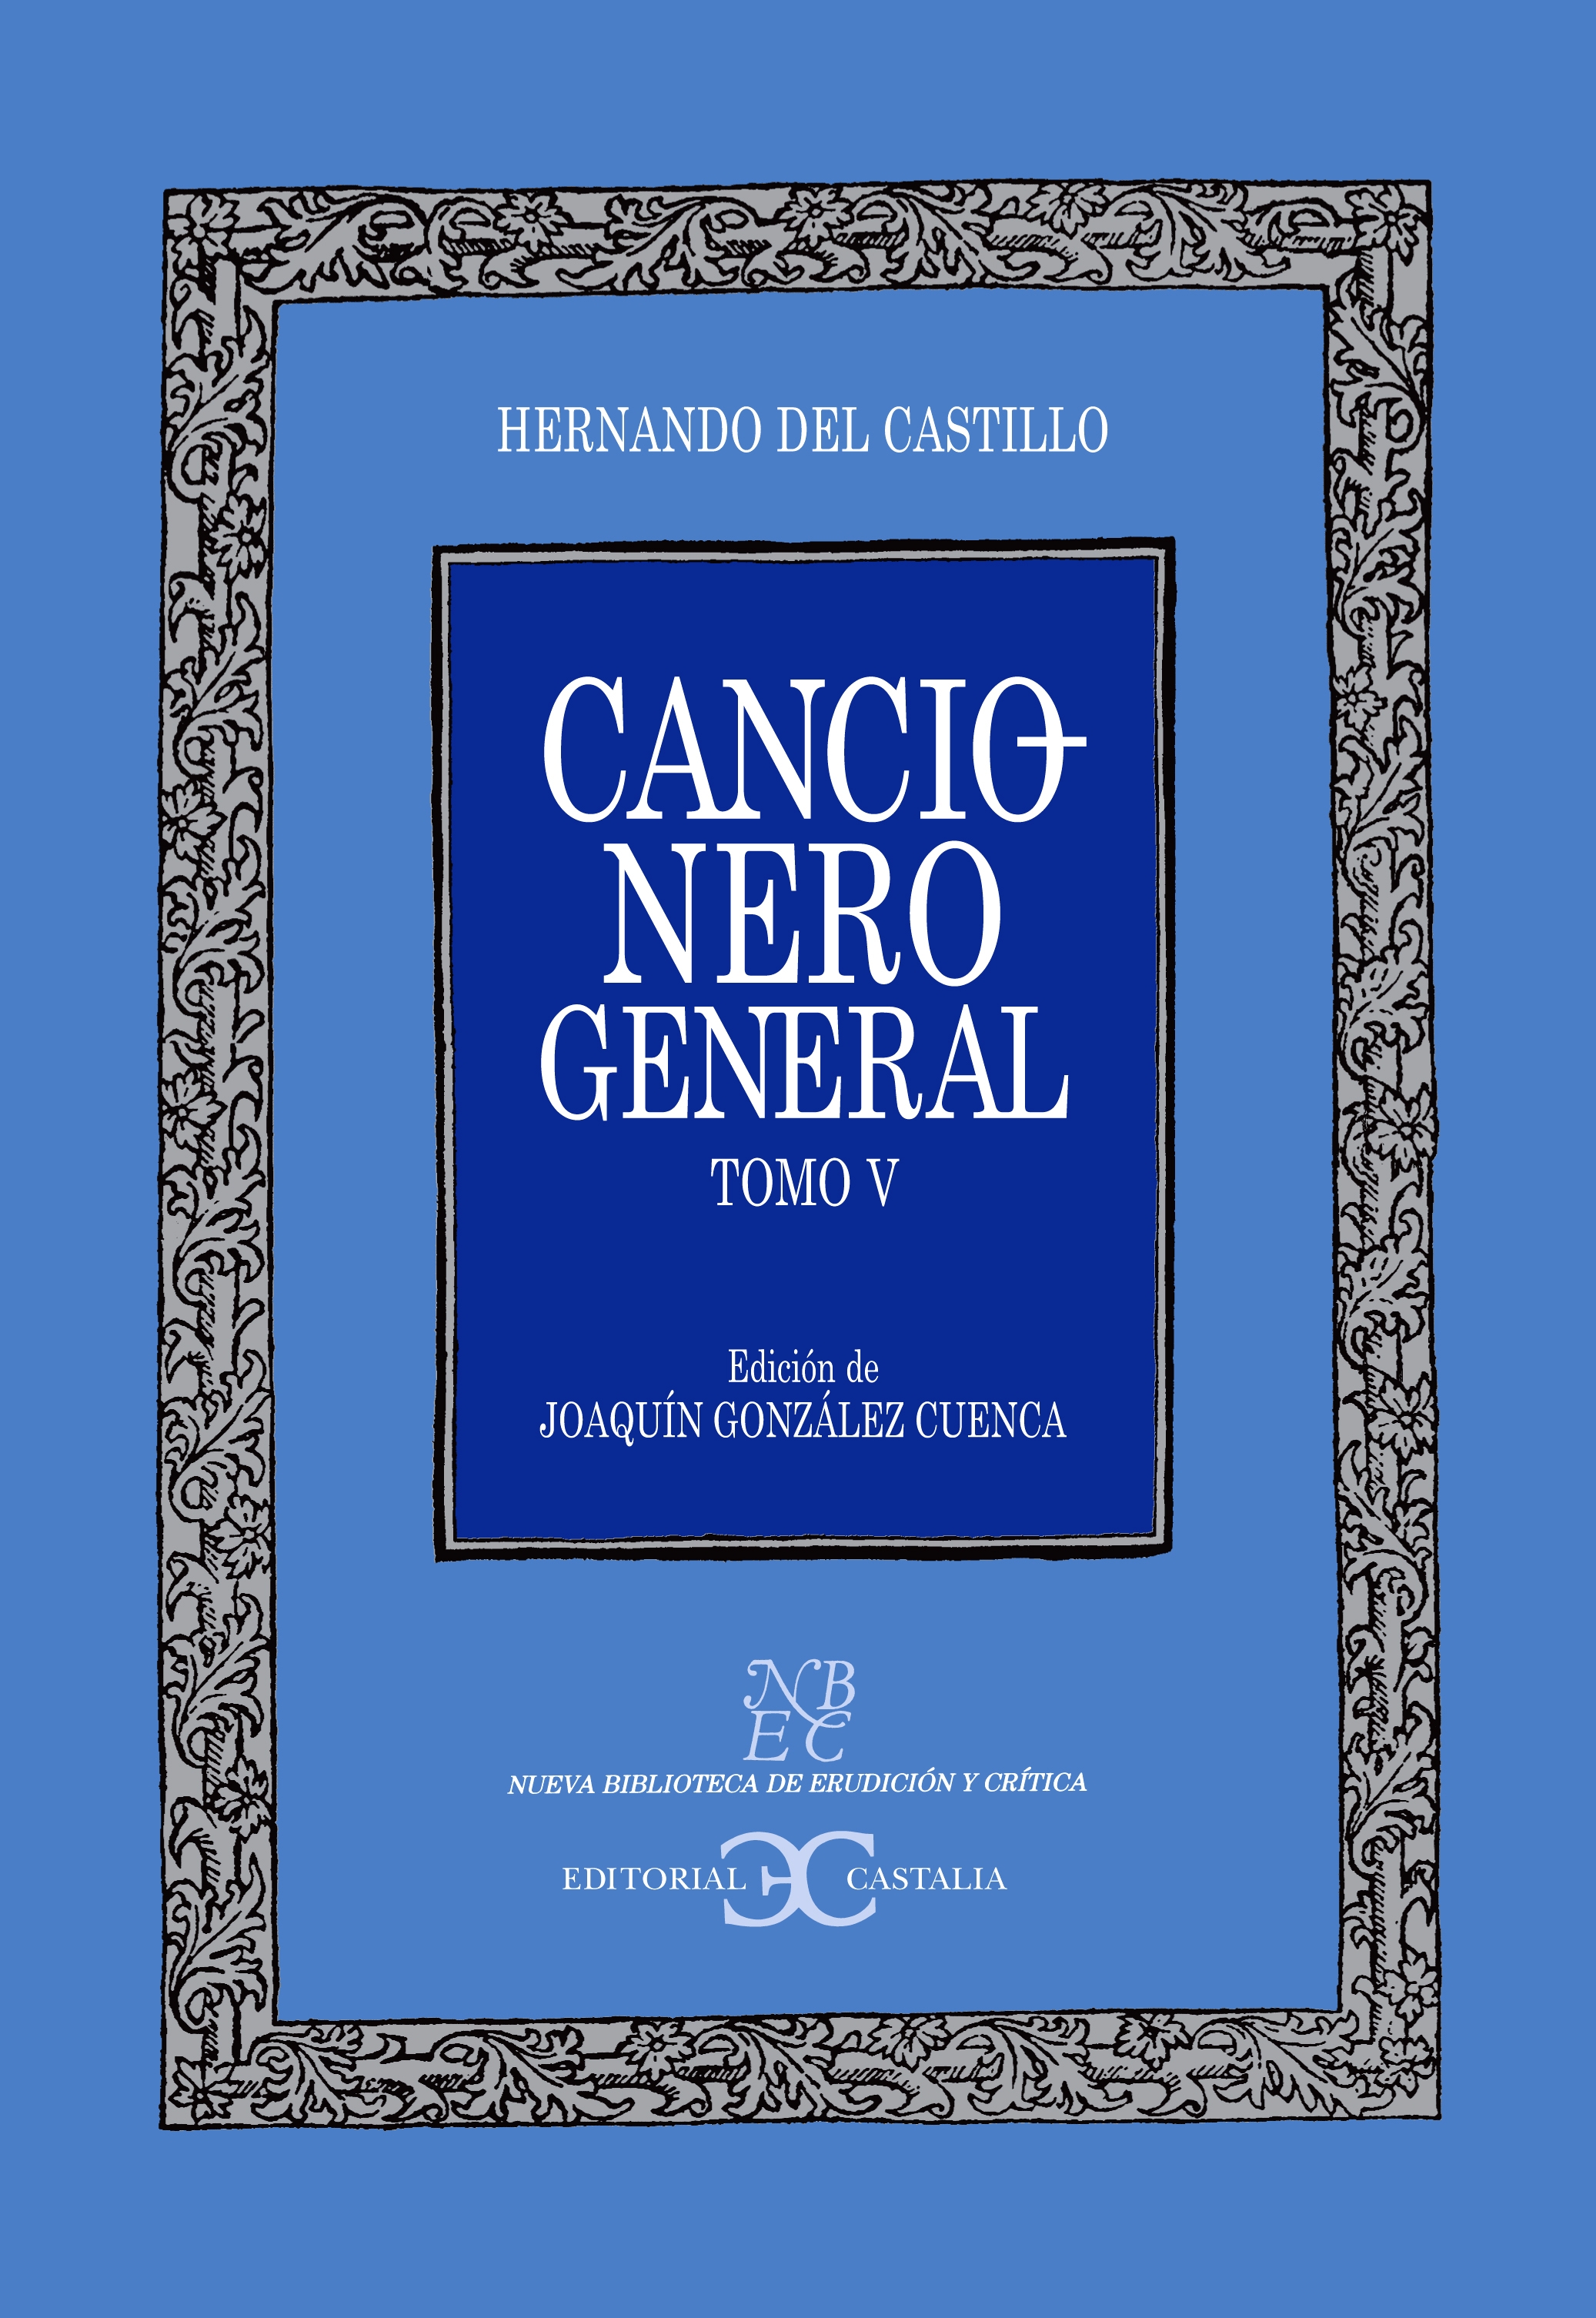 HERNANDO DEL CASTILLO
CANCIO-
NERO
GENERAL
TOMO V
Edición de
JOAQUÍN GONZÁLEZ CUENCA
NB
EC
NUEVA BIBLIOTECA DE ERUDICIÓN Y CRÍTICA
EDITORIAL EC CASTALIA